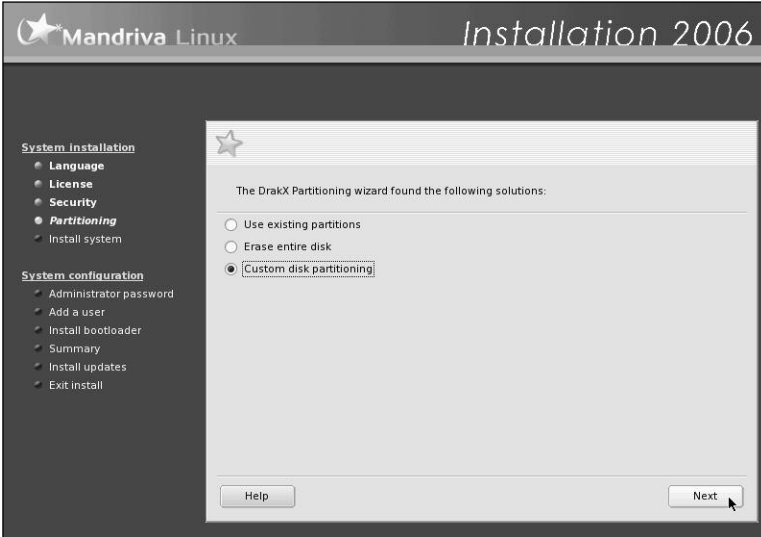 Mandriva Linux
Installation 2006
System installation
Language
License
Security
Partitioning
Install system
System configuration
Administrator password
Add a user
Install bootloader
Summary
Install updates
Exit install
The DrakX Partitioning wizard found the following solutions:
Use existing partitions
Erase entire disk
Custom disk partitioning
Help
Next